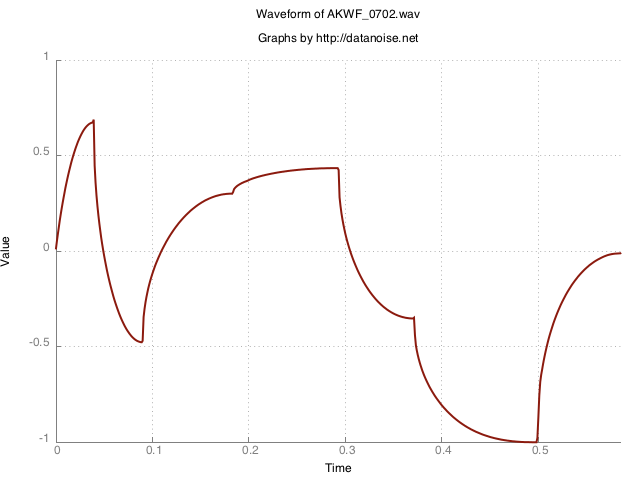 Waveform of AKWF_0702.wav
Graphs by http://datanoise.net
1
0.5
0
-0.5
-1
Value
0 0.1 0.2 0.3 0.4 0.5
Time